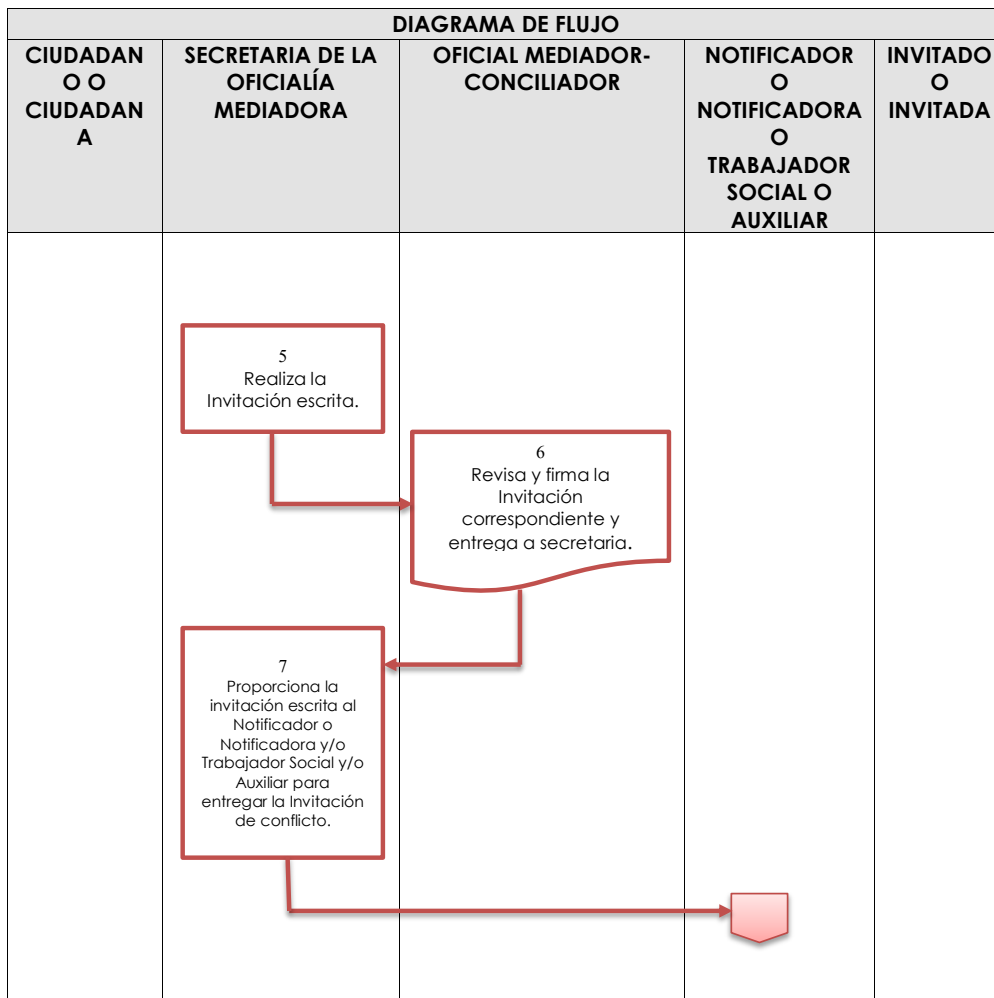 DIAGRAMA DE FLUJO
CIUDADAN
O O
CIUDADAN
A
SECRETARIA DE LA
OFICIALÍA
MEDIADORA
OFICIAL MEDIADOR-
CONCILIADOR
NOTIFICADOR
O
NOTIFICADORA
O
TRABAJADOR
SOCIAL O
AUXILIAR
INVITADO
O
INVITADA
5
Realiza la
Invitación escrita.
6
Revisa y firma la
Invitación
correspondiente y
entrega a secretaria.
7
Proporciona la
invitación escrita al
Notificador o
Notificadora y/o
Trabajador Social y/o
Auxiliar para
entregar la Invitación
de conflicto.